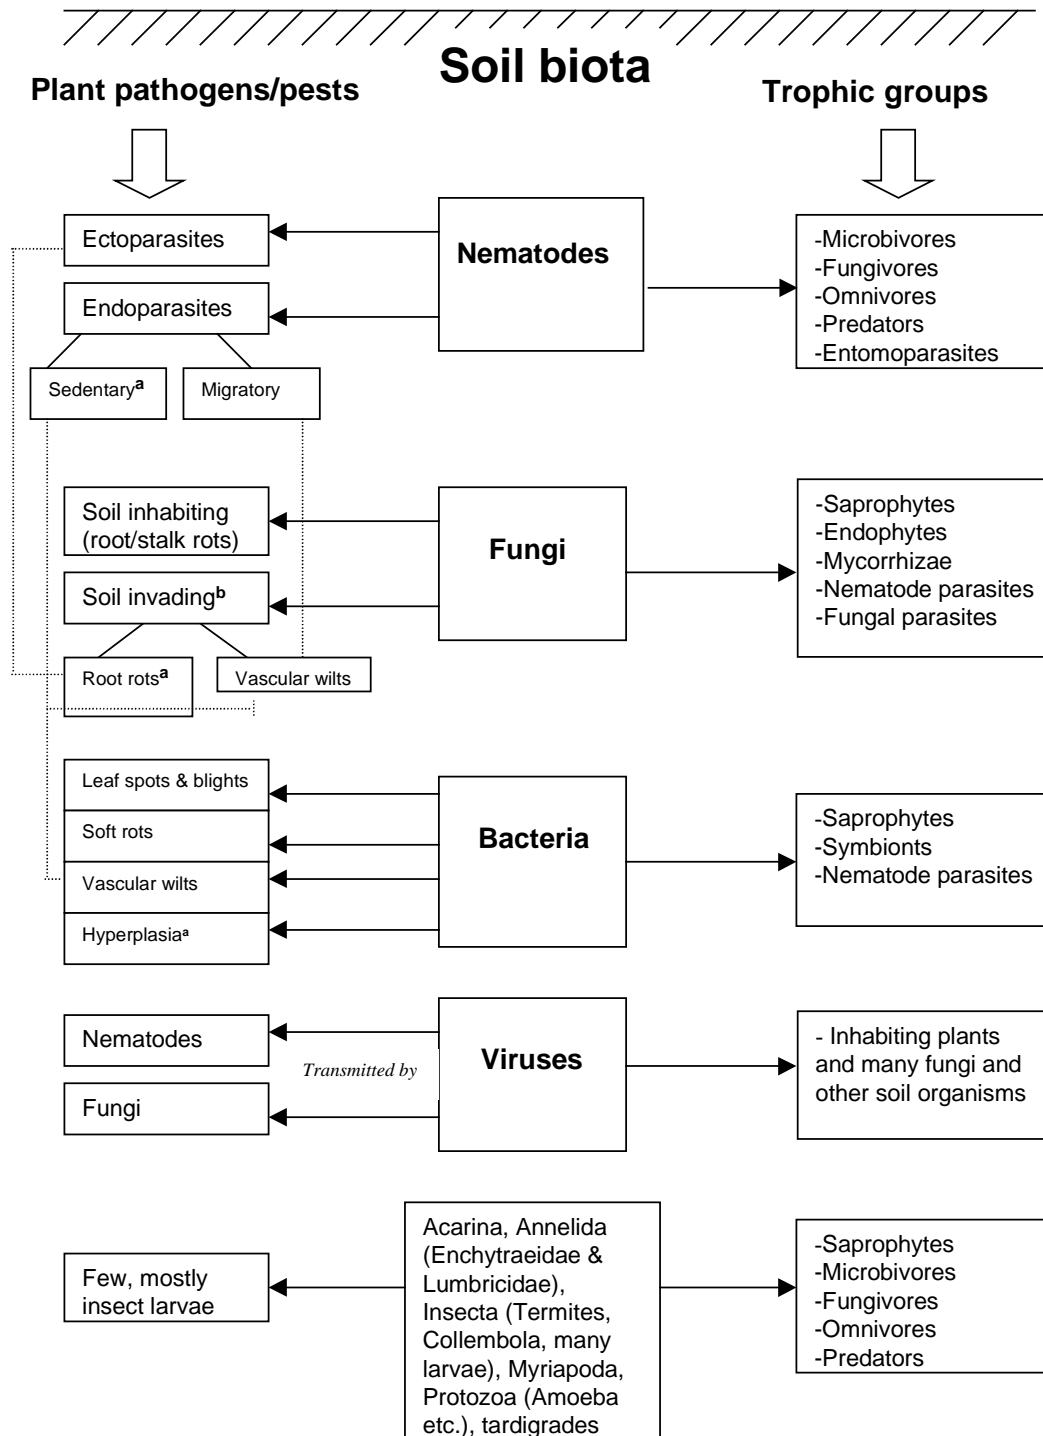 Soil biota
Plant pathogens/pests
Trophic groups
Ectoparasites
Endoparasites
Sedentarya
Migratory
Nematodes
-Microbivores
-Fungivores
-Omnivores
-Predators
-Entomoparasites
Soil inhabiting
(root/stalk rots)
Soil invadingb
Root rotsa
Vascular wilts
Fungi
-Saprophytes
-Endophytes
-Mycorrhizae
-Nematode parasites
-Fungal parasites
Leaf spots & blights
Soft rots
Vascular wilts
Hyperplasiaa
Bacteria
-Saprophytes
-Symbionts
-Nematode parasites
Nematodes
Fungi
Transmitted by
Viruses
- Inhabiting plants
and many fungi and
other soil organisms
Few, mostly
insect larvae
Acarina, Annelida
(Enchytraeidae &
Lumbricidae),
Insecta (Termites,
Collembola, many
larvae), Myriapoda,
Protozoa (Amoeba
etc.), tardigrades
-Saprophytes
-Microbivores
-Fungivores
-Omnivores
-Predators